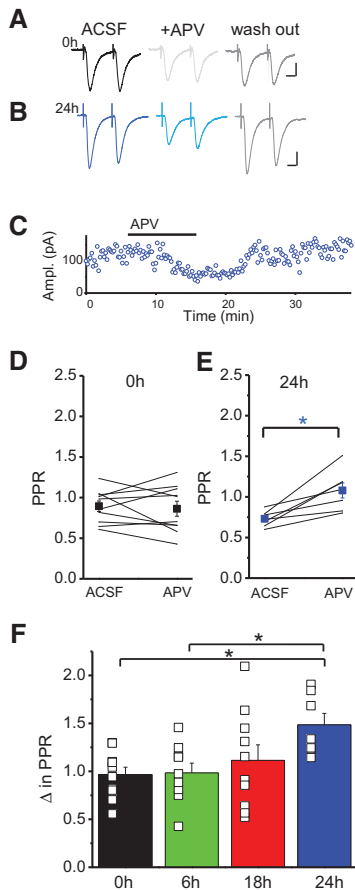 A
ACSF +APV wash out
0h
B
24h
C
APV
Ampl. (pA)
100
0
0 10 20 30
Time (min)
D E
0h 24h
2.5 2.5
2.0 2.0
1.5 1.5
1.0 1.0
0.5 0.5
0.0 0.0
PPR PPR
*
ACSF APV ACSF APV
F
* *
2.0
1.5
1.0
0.5
0.0
Δ in PPR
0h 6h 18h 24h